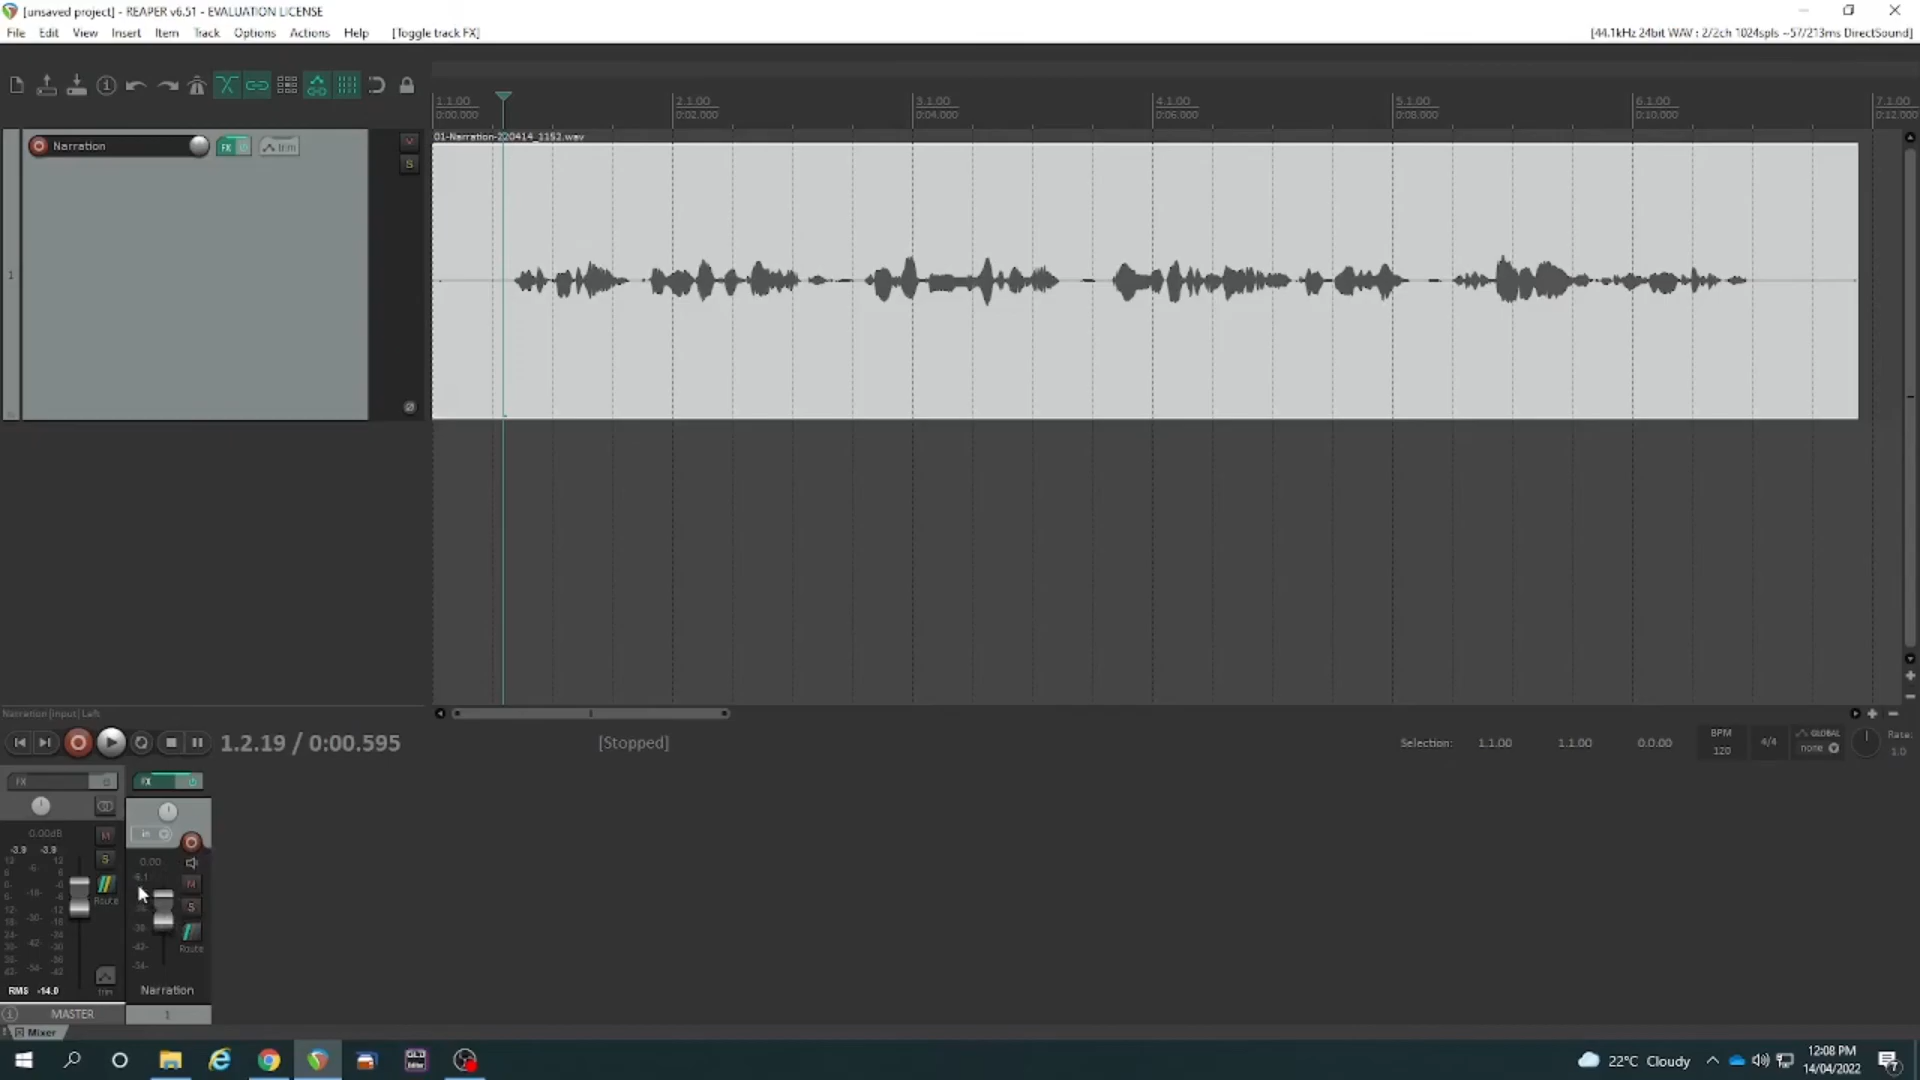 [unsaved project] - REAPER v6.51 - EVALUATION LICENSE
File Edit View Insert Item Track Options Actions Help [Toggle track FX]
[44.1kHz 24bit WAV : 2/2ch 1024spls ~57/213ms DirectSound]
1.1.00 2.1.00 3.1.00 4.1.00 5.1.00 6.1.00 7.1.00
0:00.000 0:02.000 0:04.000 0:06.000 0:08.000 0:10.000 0:12.000
01-Narration-220414_1152.wav
Narration FX trim
S
1
Narration [input] Left
1.2.19 / 0:00.595
[Stopped]
Selection: 1.1.00 1.1.00 0.0.00
BPM
120
4/4
GLOBAL
none
Rate:
1.0
FX FX
in
0.00dB M
-3.9 -3.9
0.00
S
-6.1
M
Route
S
Route
trim
RMS -14.0
Narration
MASTER 1
Mixer
22°C Cloudy
12:08 PM
14/04/2022